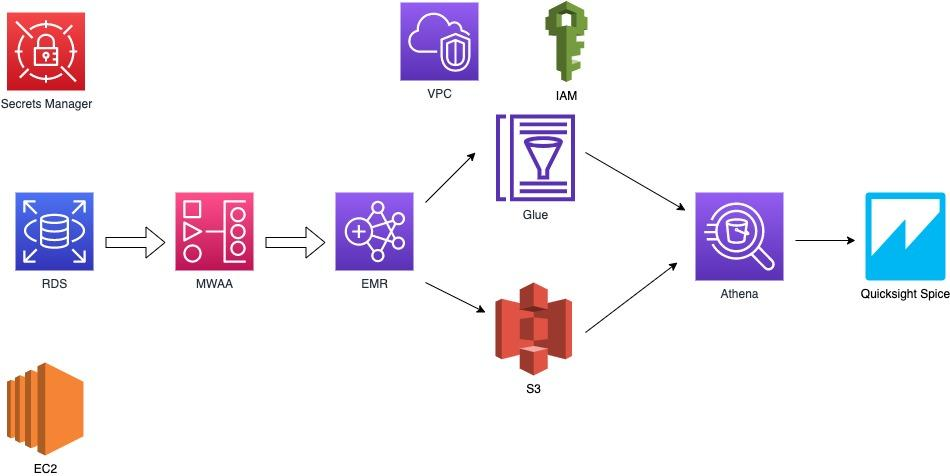 Secrets Manager
VPC
IAM
Glue
RDS
MWAA
EMR
Athena
Quicksight Spice
S3
EC2